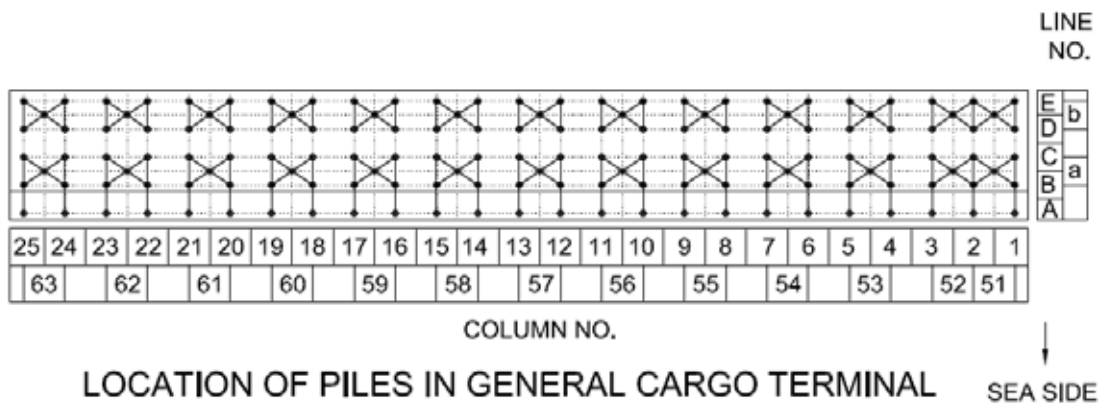 LINE
NO.
E
b
D
C
a
B
A
25 24 23 22 21 20 19 18 17 16 15 14 13 12 11 10 9 8 7 6 5 4 3 2 1
63 62 61 60 59 58 57 56 55 54 53 52 51
COLUMN NO.
LOCATION OF PILES IN GENERAL CARGO TERMINAL
SEA SIDE